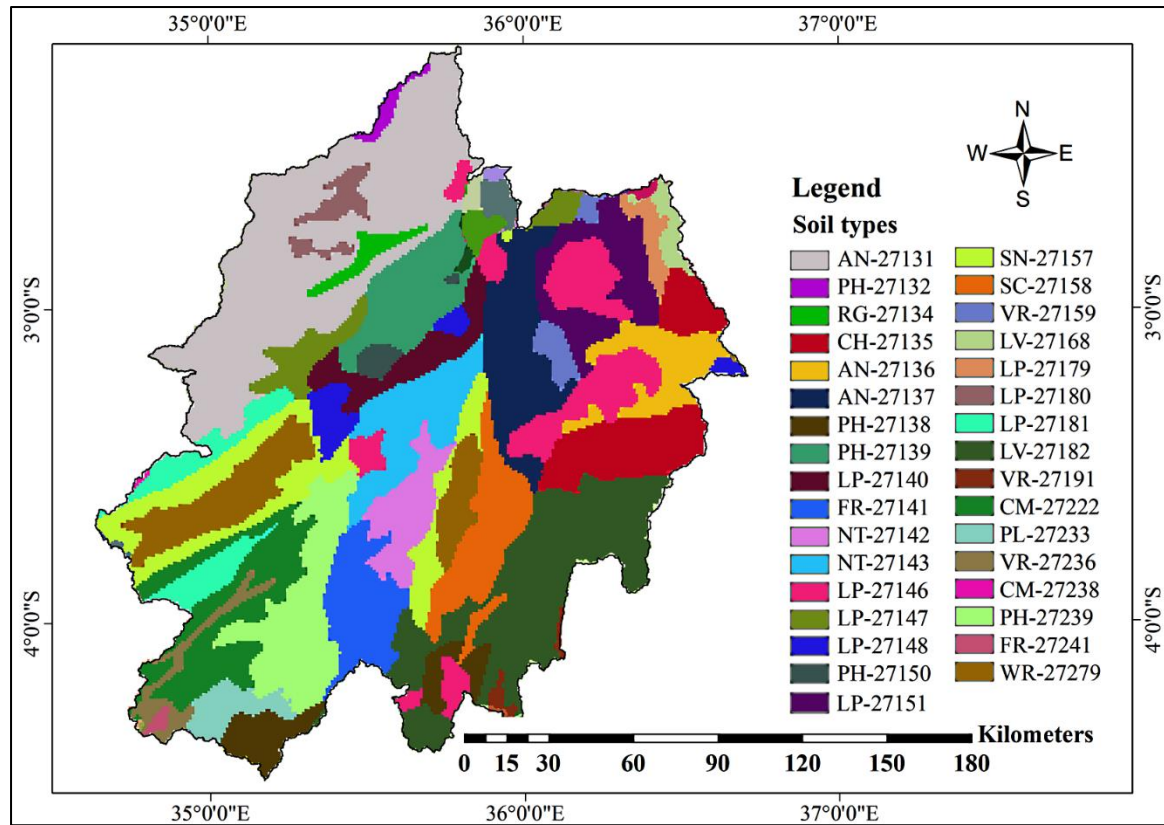 35°0'0"E 36°0'0"E 37°0'0"E
N
W E
S
Legend
Soil types
AN-27131
PH-27132
RG-27134
CH-27135
AN-27136
AN-27137
PH-27138
PH-27139
LP-27140
FR-27141
NT-27142
NT-27143
LP-27146
LP-27147
LP-27148
PH-27150
LP-27151
SN-27157
SC-27158
VR-27159
LV-27168
LP-27179
LP-27180
LP-27181
LV-27182
VR-27191
CM-27222
PL-27233
VR-27236
CM-27238
PH-27239
FR-27241
WR-27279
3°0'0"S 3°0'0"S
4°0'0"S 4°0'0"S
Kilometers
0 15 30 60 90 120 150 180
35°0'0"E 36°0'0"E 37°0'0"E